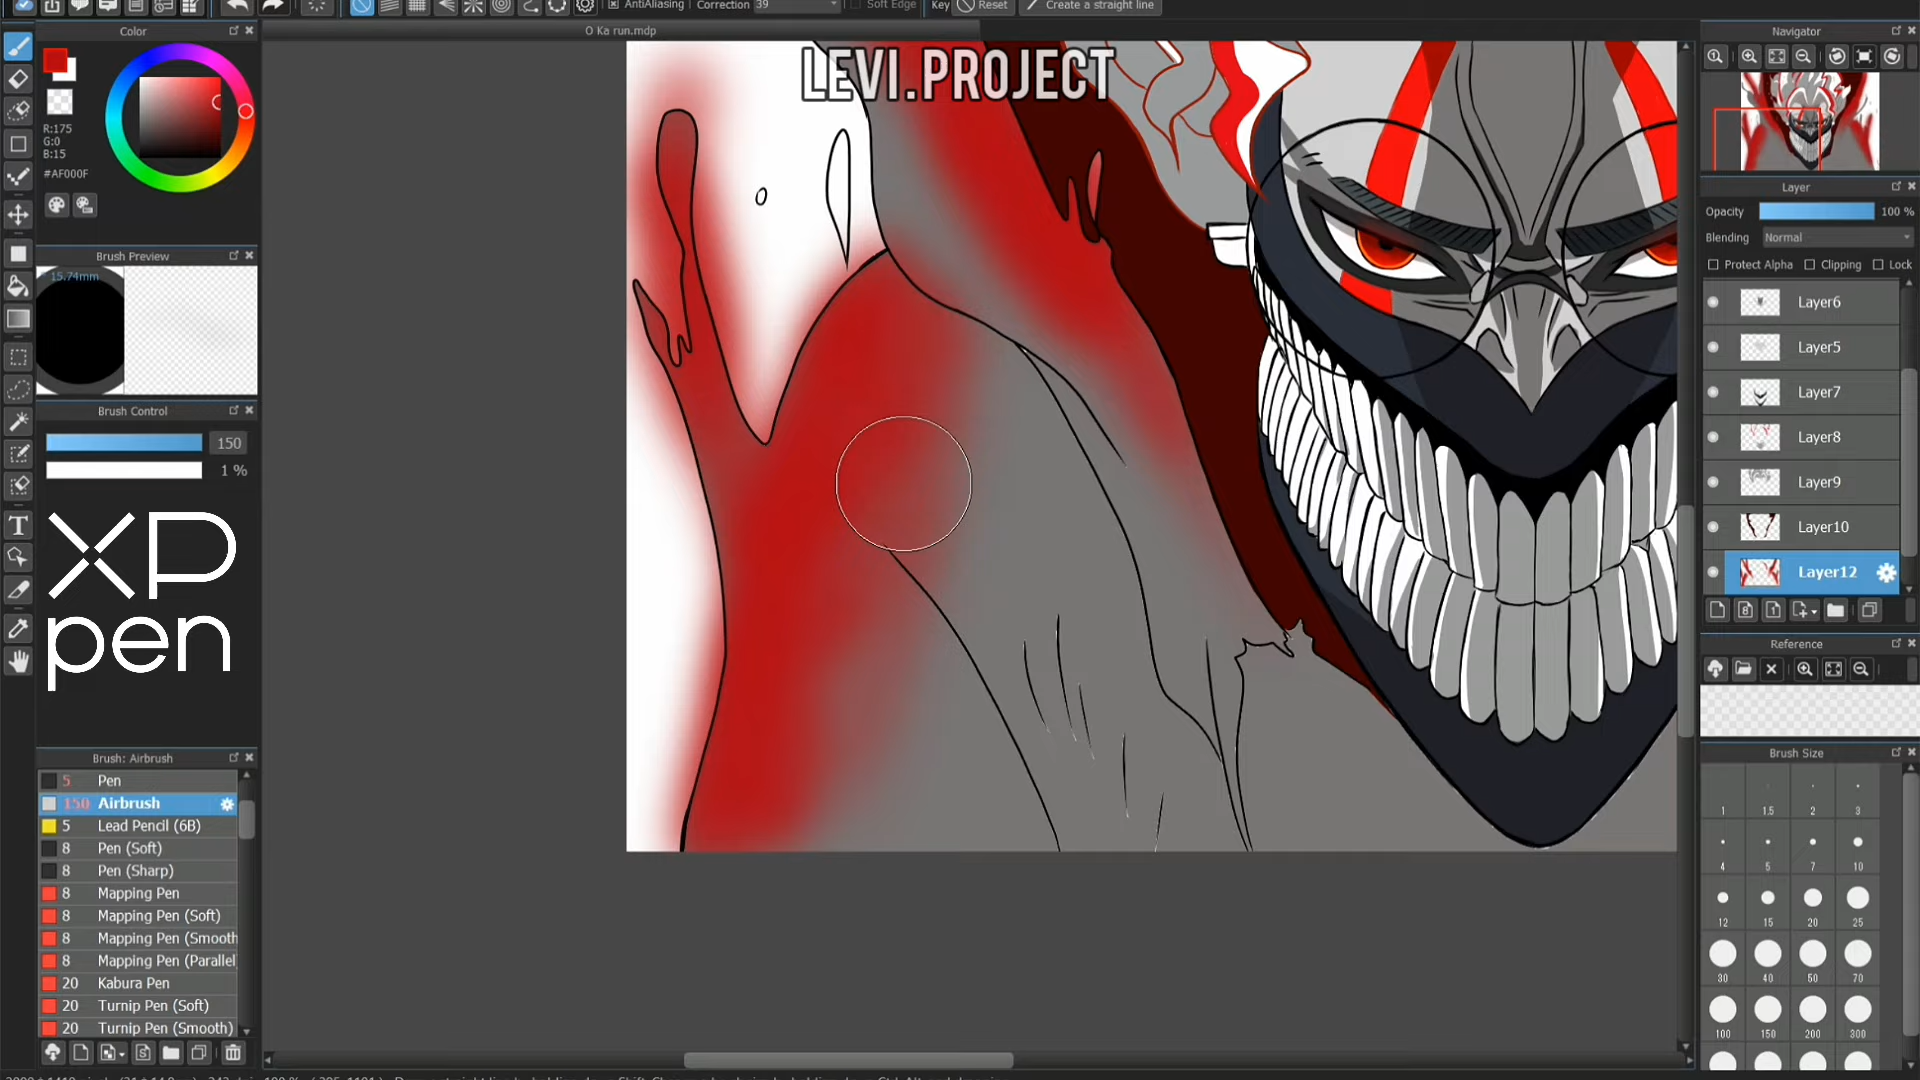 AntiAliasing Correction 39 Soft Edge Key Reset Create a straight line
Color
O Ka run.mdp
Navigator
LEVI.PROJECT
R:175
G:0
B:15
#AF000F
Brush Preview
15.74mm
Brush Control
150
1 %
XP
pen
Brush: Airbrush
5 Pen
150 Airbrush
5 Lead Pencil (6B)
8 Pen (Soft)
8 Pen (Sharp)
8 Mapping Pen
8 Mapping Pen (Soft)
8 Mapping Pen (Smooth
8 Mapping Pen (Parallel
20 Kabura Pen
20 Turnip Pen (Soft)
20 Turnip Pen (Smooth)
Layer
Opacity 100 %
Blending Normal
Protect Alpha Clipping Lock
Layer6
Layer5
Layer7
Layer8
Layer9
Layer10
Layer12
Reference
Brush Size
1 1.5 2 3
4 5 7 10
12 15 20 25
30 40 50 70
100 150 200 300